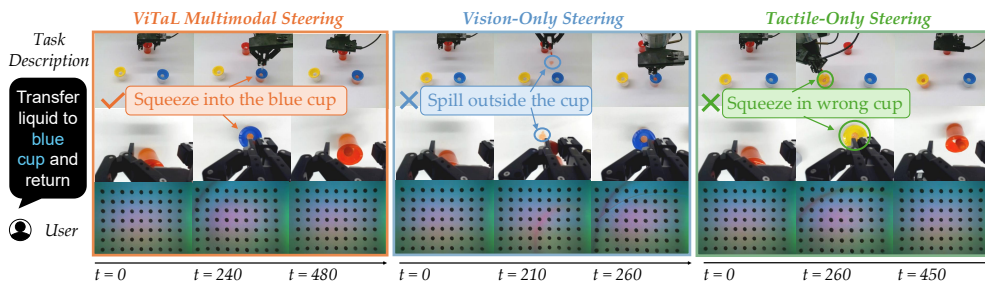 ViTaL Multimodal Steering
Vision-Only Steering
Tactile-Only Steering
Task
Description
Transfer
liquid to
blue
cup and
return
User
Squeeze into the blue cup
Spill outside the cup
Squeeze in wrong cup
t = 0
t = 240
t = 480
t = 0
t = 210
t = 260
t = 0
t = 260
t = 450